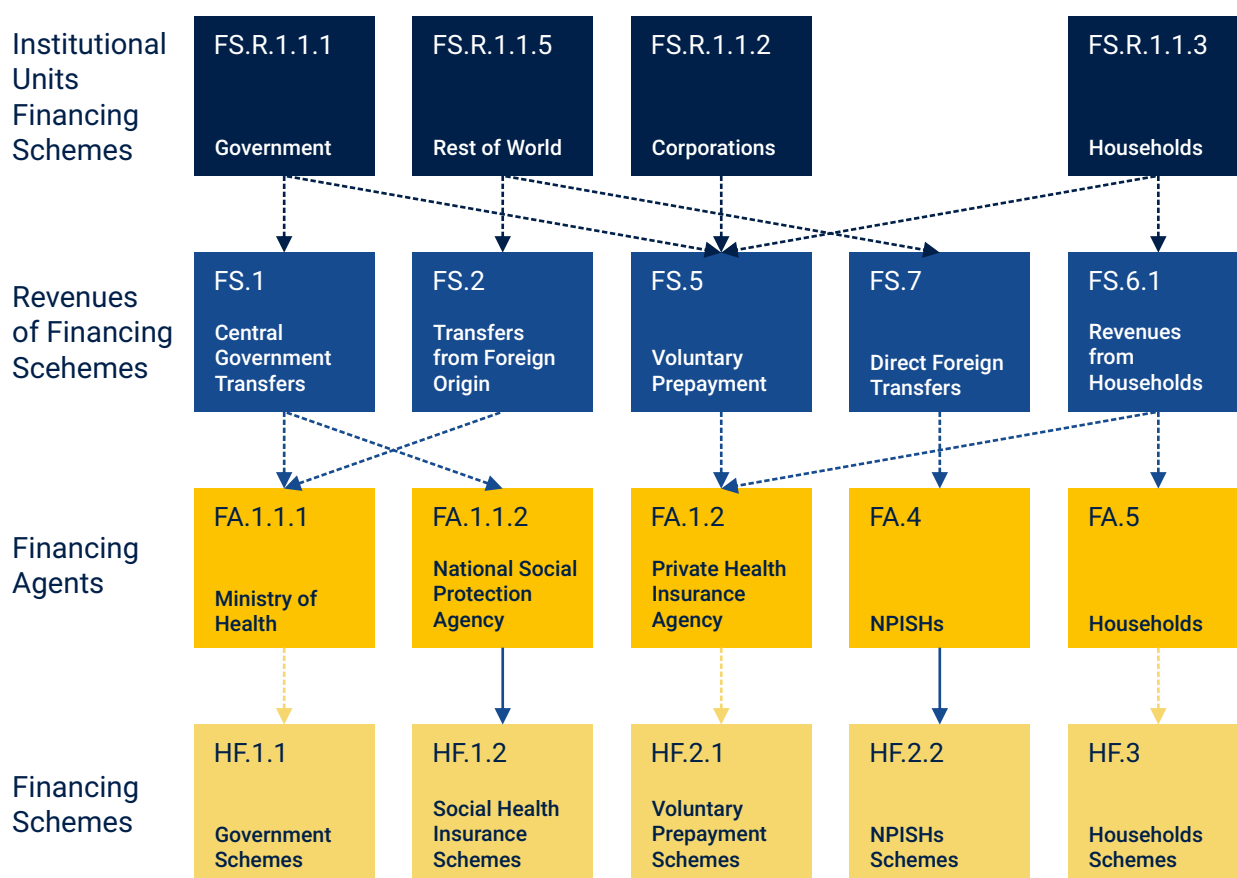 Institutional
Units
Financing
Schemes
FS.R.1.1.1
Government
FS.R.1.1.5
Rest of World
FS.R.1.1.2
Corporations
FS.R.1.1.3
Households
Revenues
of Financing
Scehemes
FS.1
Central
Government
Transfers
FS.2
Transfers
from Foreign
Origin
FS.5
Voluntary
Prepayment
FS.7
Direct Foreign
Transfers
FS.6.1
Revenues
from
Households
Financing
Agents
FA.1.1.1
Ministry of
Health
FA.1.1.2
National Social
Protection
Agency
FA.1.2
Private Health
Insurance
Agency
FA.4
NPISHs
FA.5
Households
Financing
Schemes
HF.1.1
Government
Schemes
HF.1.2
Social Health
Insurance
Schemes
HF.2.1
Voluntary
Prepayment
Schemes
HF.2.2
NPISHs
Schemes
HF.3
Households
Schemes